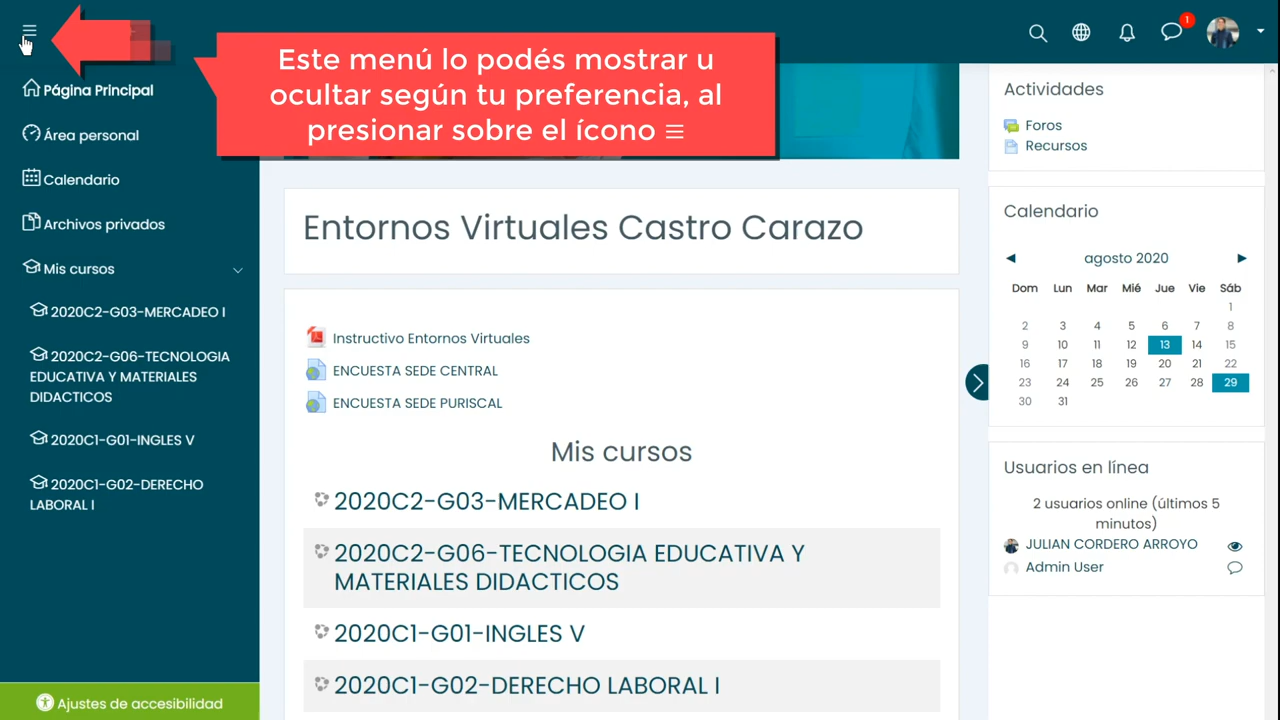 1
Este menú lo podés mostrar u
ocultar según tu preferencia, al
presionar sobre el ícono ☰
Página Principal
Área personal
Calendario
Archivos privados
Mis cursos
2020C2-G03-MERCADEO I
2020C2-G06-TECNOLOGIA
EDUCATIVA Y MATERIALES
DIDACTICOS
2020C1-G01-INGLES V
2020C1-G02-DERECHO
LABORAL I
Ajustes de accesibilidad
Entornos Virtuales Castro Carazo
Instructivo Entornos Virtuales
ENCUESTA SEDE CENTRAL
ENCUESTA SEDE PURISCAL
Mis cursos
2020C2-G03-MERCADEO I
2020C2-G06-TECNOLOGIA EDUCATIVA Y
MATERIALES DIDACTICOS
2020C1-G01-INGLES V
2020C1-G02-DERECHO LABORAL I
Actividades
Foros
Recursos
Calendario
◄ agosto 2020 ►
Dom Lun Mar Mié Jue Vie Sáb
1
2 3 4 5 6 7 8
9 10 11 12 13 14 15
16 17 18 19 20 21 22
23 24 25 26 27 28 29
30 31
Usuarios en línea
2 usuarios online (últimos 5
minutos)
JULIAN CORDERO ARROYO
Admin User